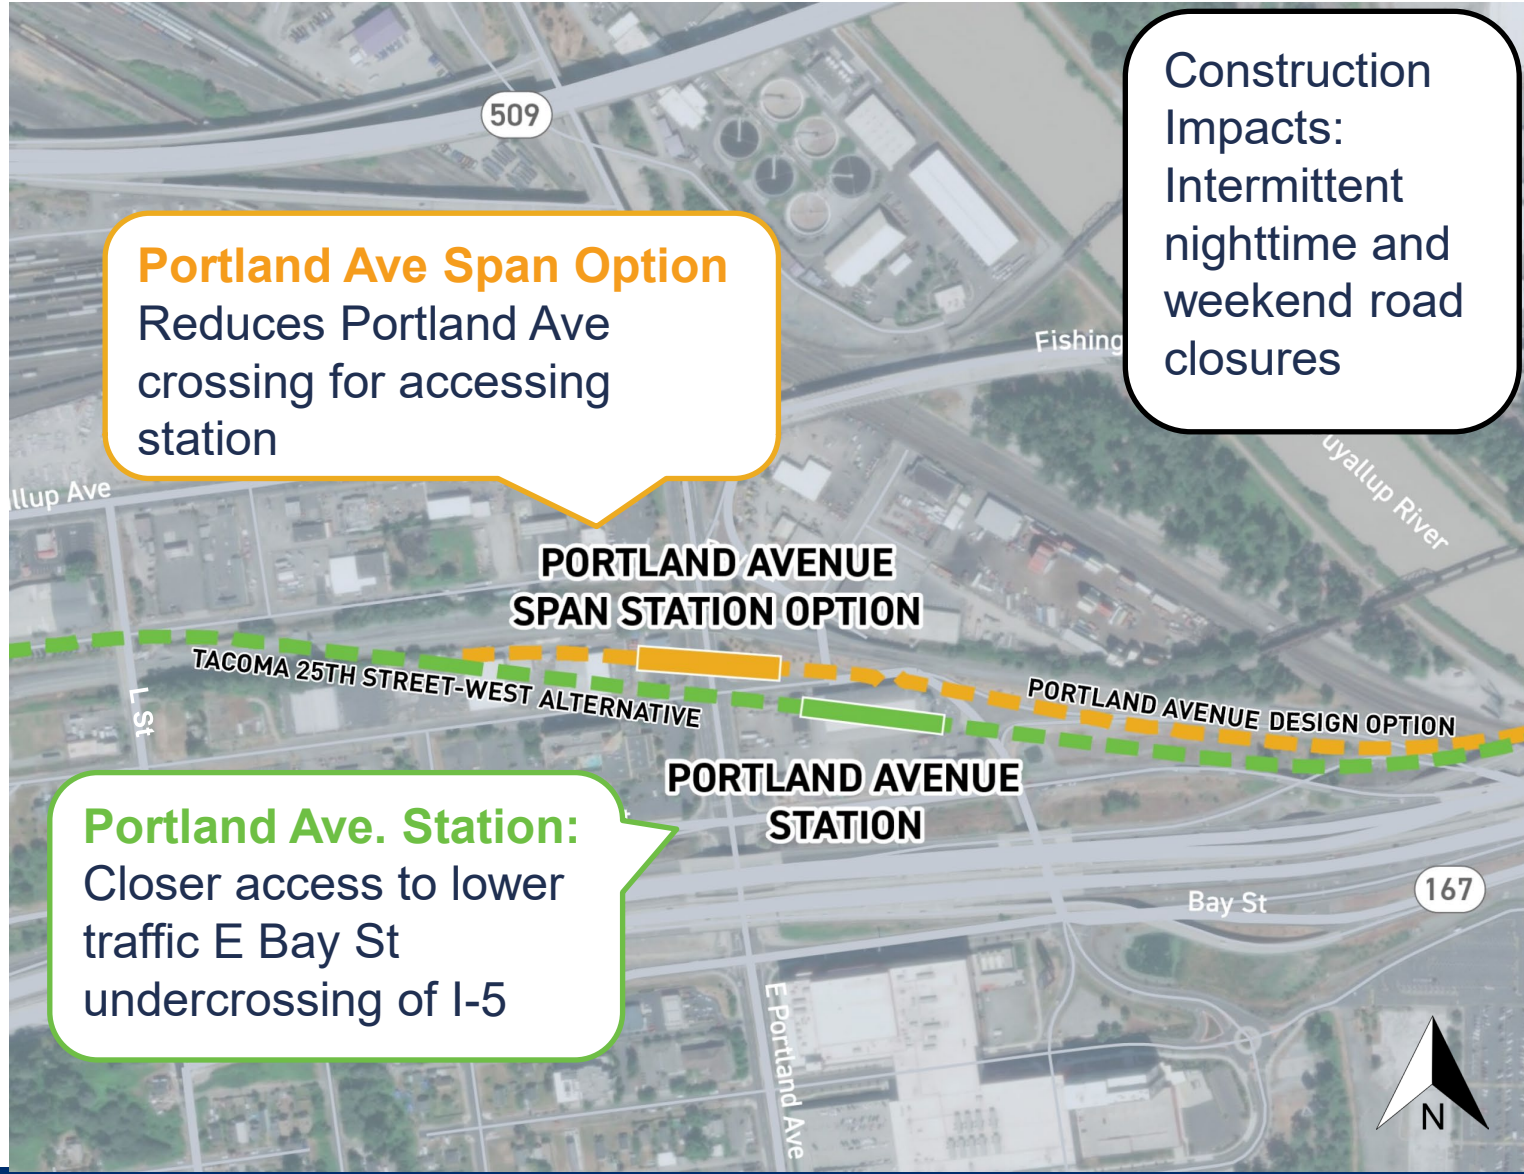 509
Construction
Impacts:
Intermittent
nighttime and
weekend road
closures
Portland Ave Span Option
Reduces Portland Ave
crossing for accessing
station
Fishing
uyallup River
llup Ave
PORTLAND AVENUE
SPAN STATION OPTION
TACOMA 25TH STREET-WEST ALTERNATIVE
PORTLAND AVENUE DESIGN OPTION
L St
PORTLAND AVENUE
STATION
Portland Ave. Station:
Closer access to lower
traffic E Bay St
undercrossing of I-5
167
Bay St
E Portland Ave
N